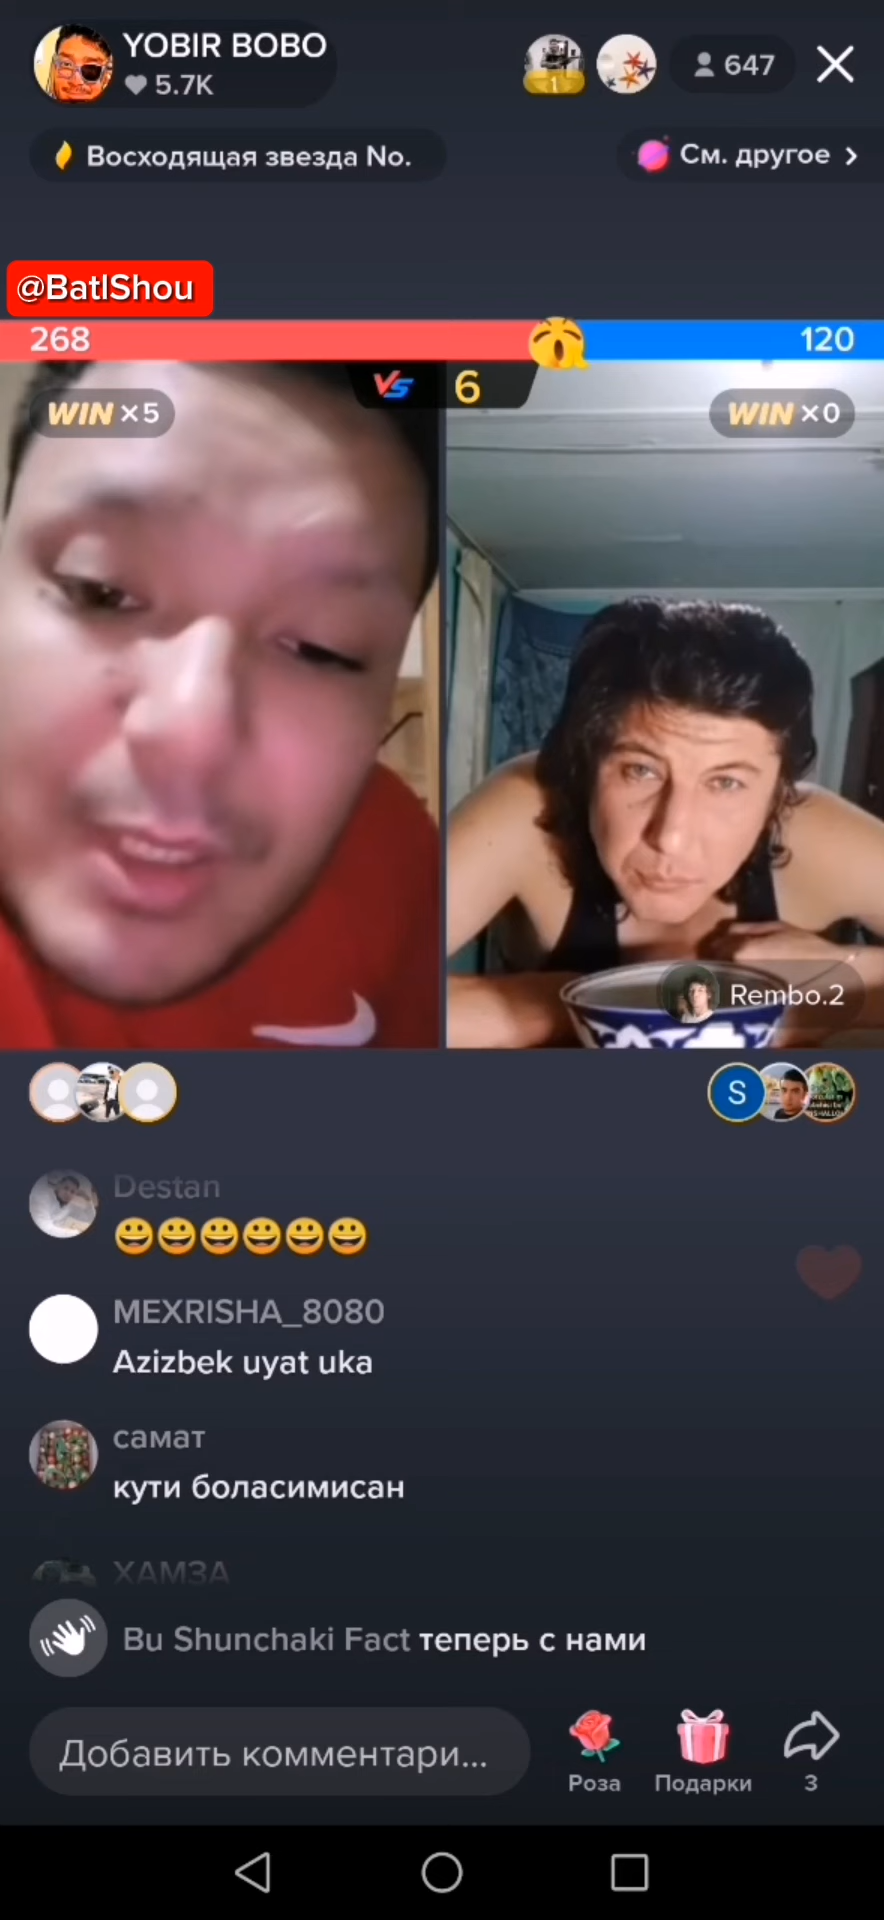 YOBIR BOBO
5.7K
1
647
Восходящая звезда No.
См. другое
@BatlShou
268
120
VS
6
WIN ×5
WIN ×0
Rembo.2
S
Destan
😀😀😀😀😀😀
MEXRISHA_8080
Azizbek uyat uka
самат
кути боласимисан
ХАМЗА
Bu Shunchaki Fact теперь с нами
Добавить комментари...
Роза
Подарки
3